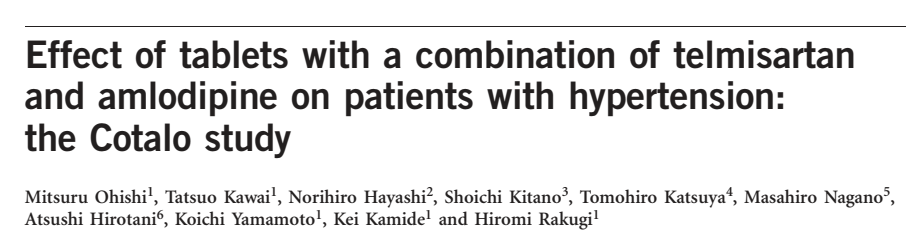 Effect of tablets with a combination of telmisartan
and amlodipine on patients with hypertension:
the Cotalo study
Mitsuru Ohishi1, Tatsuo Kawai1, Norihiro Hayashi2, Shoichi Kitano3, Tomohiro Katsuya4, Masahiro Nagano5,
Atsushi Hirotani6, Koichi Yamamoto1, Kei Kamide1 and Hiromi Rakugi1